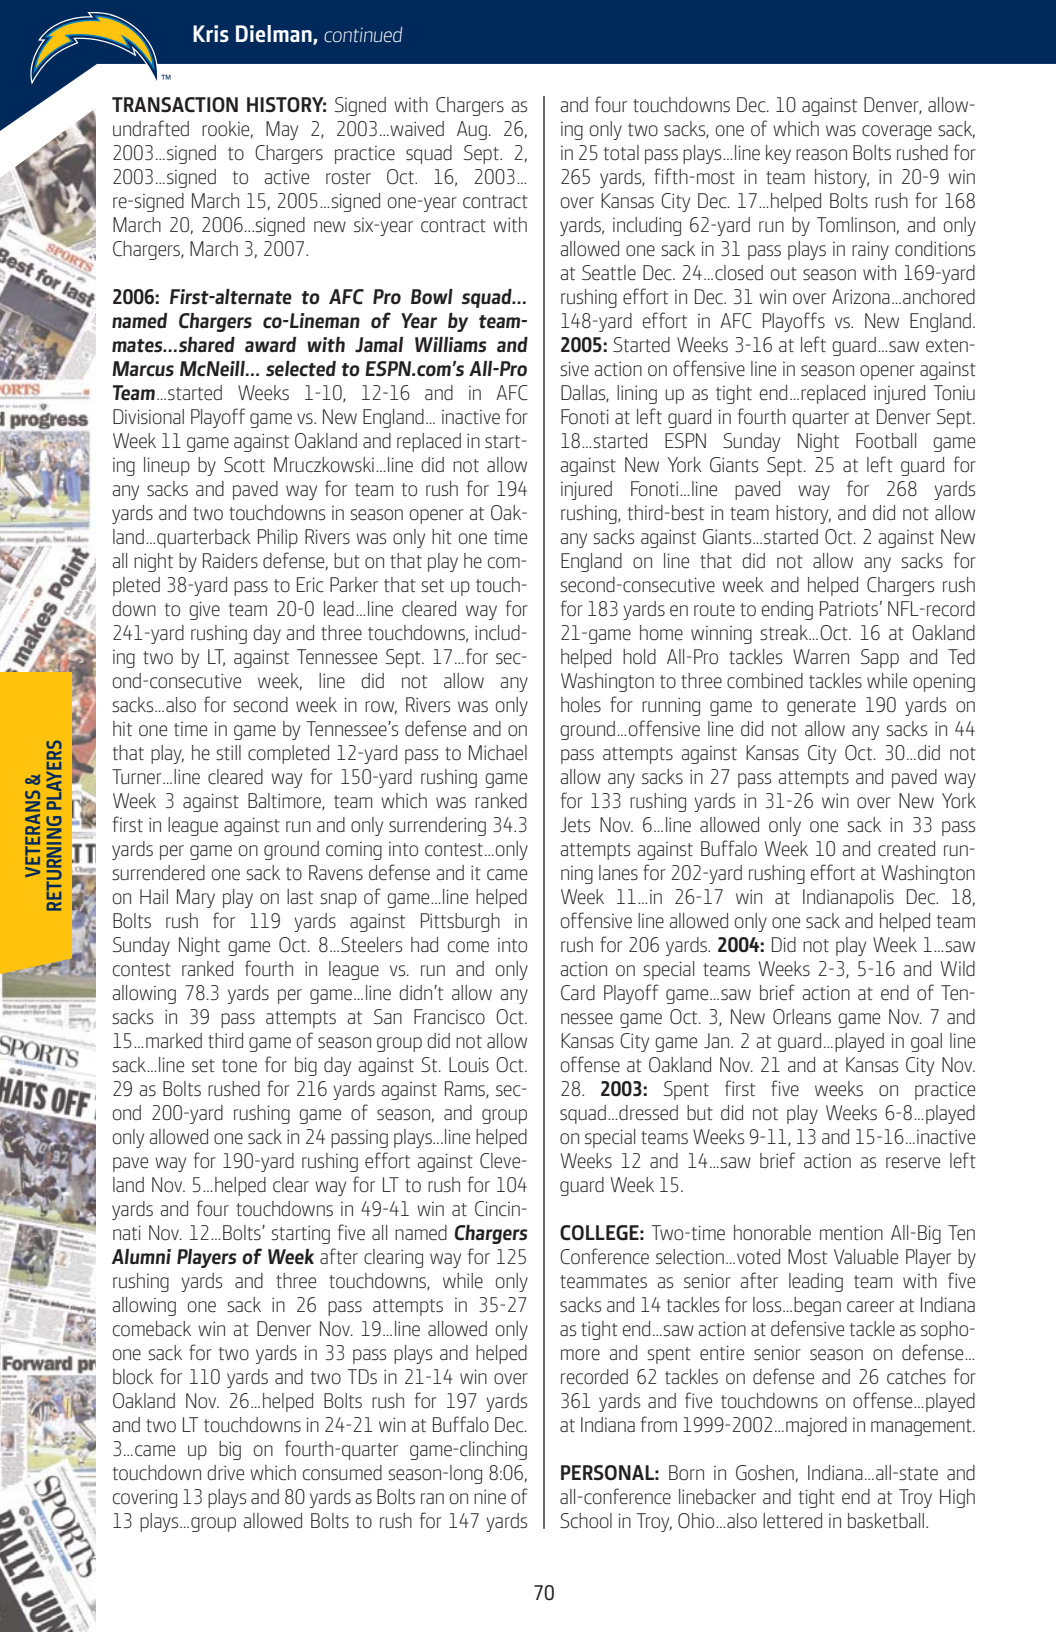 Kris Dielman, continued
TM
TRANSACTION HISTORY: Signed with Chargers as
undrafted rookie, May 2, 2003...waived Aug. 26,
2003...signed to Chargers practice squad Sept. 2,
2003...signed to active roster Oct. 16, 2003...
re-signed March 15, 2005...signed one-year contract
March 20, 2006...signed new six-year contract with
Chargers, March 3, 2007.
2006: First-alternate to AFC Pro Bowl squad...
named Chargers co-Lineman of Year by team-
mates...shared award with Jamal Williams and
Marcus McNeill... selected to ESPN.com's All-Pro
Team...started Weeks 1-10, 12-16 and in AFC
Divisional Playoff game vs. New England... inactive for
Week 11 game against Oakland and replaced in start-
ing lineup by Scott Mruczkowski...line did not allow
any sacks and paved way for team to rush for 194
yards and two touchdowns in season opener at Oak-
land...quarterback Philip Rivers was only hit one time
all night by Raiders defense, but on that play he com-
pleted 38-yard pass to Eric Parker that set up touch-
down to give team 20-0 lead...line cleared way for
241-yard rushing day and three touchdowns, includ-
ing two by LT, against Tennessee Sept. 17...for sec-
ond-consecutive week, line did not allow any
sacks...also for second week in row, Rivers was only
hit one time in game by Tennessee's defense and on
that play, he still completed 12-yard pass to Michael
Turner...line cleared way for 150-yard rushing game
Week 3 against Baltimore, team which was ranked
first in league against run and only surrendering 34.3
yards per game on ground coming into contest...only
surrendered one sack to Ravens defense and it came
on Hail Mary play on last snap of game...line helped
Bolts rush for 119 yards against Pittsburgh in
Sunday Night game Oct. 8...Steelers had come into
contest ranked fourth in league vs. run and only
allowing 78.3 yards per game...line didn't allow any
sacks in 39 pass attempts at San Francisco Oct.
15...marked third game of season group did not allow
sack...line set tone for big day against St. Louis Oct.
29 as Bolts rushed for 216 yards against Rams, sec-
ond 200-yard rushing game of season, and group
only allowed one sack in 24 passing plays...line helped
pave way for 190-yard rushing effort against Cleve-
land Nov. 5...helped clear way for LT to rush for 104
yards and four touchdowns in 49-41 win at Cincin-
nati Nov. 12...Bolts' starting five all named Chargers
Alumni Players of Week after clearing way for 125
rushing yards and three touchdowns, while only
allowing one sack in 26 pass attempts in 35-27
comeback win at Denver Nov. 19...line allowed only
one sack for two yards in 33 pass plays and helped
block for 110 yards and two TDs in 21-14 win over
Oakland Nov. 26...helped Bolts rush for 197 yards
and two LT touchdowns in 24-21 win at Buffalo Dec.
3...came up big on fourth-quarter game-clinching
touchdown drive which consumed season-long 8:06,
covering 13 plays and 80 yards as Bolts ran on nine of
13 plays...group allowed Bolts to rush for 147 yards
and four touchdowns Dec. 10 against Denver, allow-
ing only two sacks, one of which was coverage sack,
in 25 total pass plays...line key reason Bolts rushed for
265 yards, fifth-most in team history, in 20-9 win
over Kansas City Dec. 17...helped Bolts rush for 168
yards, including 62-yard run by Tomlinson, and only
allowed one sack in 31 pass plays in rainy conditions
at Seattle Dec. 24...closed out season with 169-yard
rushing effort in Dec. 31 win over Arizona...anchored
148-yard effort in AFC Playoffs vs. New England.
2005: Started Weeks 3-16 at left guard...saw exten-
sive action on offensive line in season opener against
Dallas, lining up as tight end...replaced injured Toniu
Fonoti at left guard in fourth quarter at Denver Sept.
18...started ESPN Sunday Night Football game
against New York Giants Sept. 25 at left guard for
injured Fonoti...line paved way for 268 yards
rushing, third-best in team history, and did not allow
any sacks against Giants...started Oct. 2 against New
England on line that did not allow any sacks for
second-consecutive week and helped Chargers rush
for 183 yards en route to ending Patriots' NFL-record
21-game home winning streak...Oct. 16 at Oakland
helped hold All-Pro tackles Warren Sapp and Ted
Washington to three combined tackles while opening
holes for running game to generate 190 yards on
ground...offensive line did not allow any sacks in 44
pass attempts against Kansas City Oct. 30...did not
allow any sacks in 27 pass attempts and paved way
for 133 rushing yards in 31-26 win over New York
Jets Nov. 6...line allowed only one sack in 33 pass
attempts against Buffalo Week 10 and created run-
ning lanes for 202-yard rushing effort at Washington
Week 11...in 26-17 win at Indianapolis Dec. 18,
offensive line allowed only one sack and helped team
rush for 206 yards. 2004: Did not play Week 1...saw
action on special teams Weeks 2-3, 5-16 and Wild
Card Playoff game...saw brief action at end of Ten-
nessee game Oct. 3, New Orleans game Nov. 7 and
Kansas City game Jan. 2 at guard...played in goal line
offense at Oakland Nov. 21 and at Kansas City Nov.
28. 2003: Spent first five weeks on practice
squad...dressed but did not play Weeks 6-8...played
on special teams Weeks 9-11, 13 and 15-16...inactive
Weeks 12 and 14...saw brief action as reserve left
guard Week 15.
COLLEGE: Two-time honorable mention All-Big Ten
Conference selection...voted Most Valuable Player by
teammates as senior after leading team with five
sacks and 14 tackles for loss...began career at Indiana
as tight end...saw action at defensive tackle as sopho-
more and spent entire senior season on defense...
recorded 62 tackles on defense and 26 catches for
361 yards and five touchdowns on offense...played
at Indiana from 1999-2002...majored in management.
PERSONAL: Born in Goshen, Indiana...all-state and
all-conference linebacker and tight end at Troy High
School in Troy, Ohio...also lettered in basketball.
VETERANS &
RETURNING PLAYERS
SPORTS
Best for last
ORTS
d progress
makes Point
SPORTS
HATS OFF
Forward pr
SPORTS
RALLY JUN
70